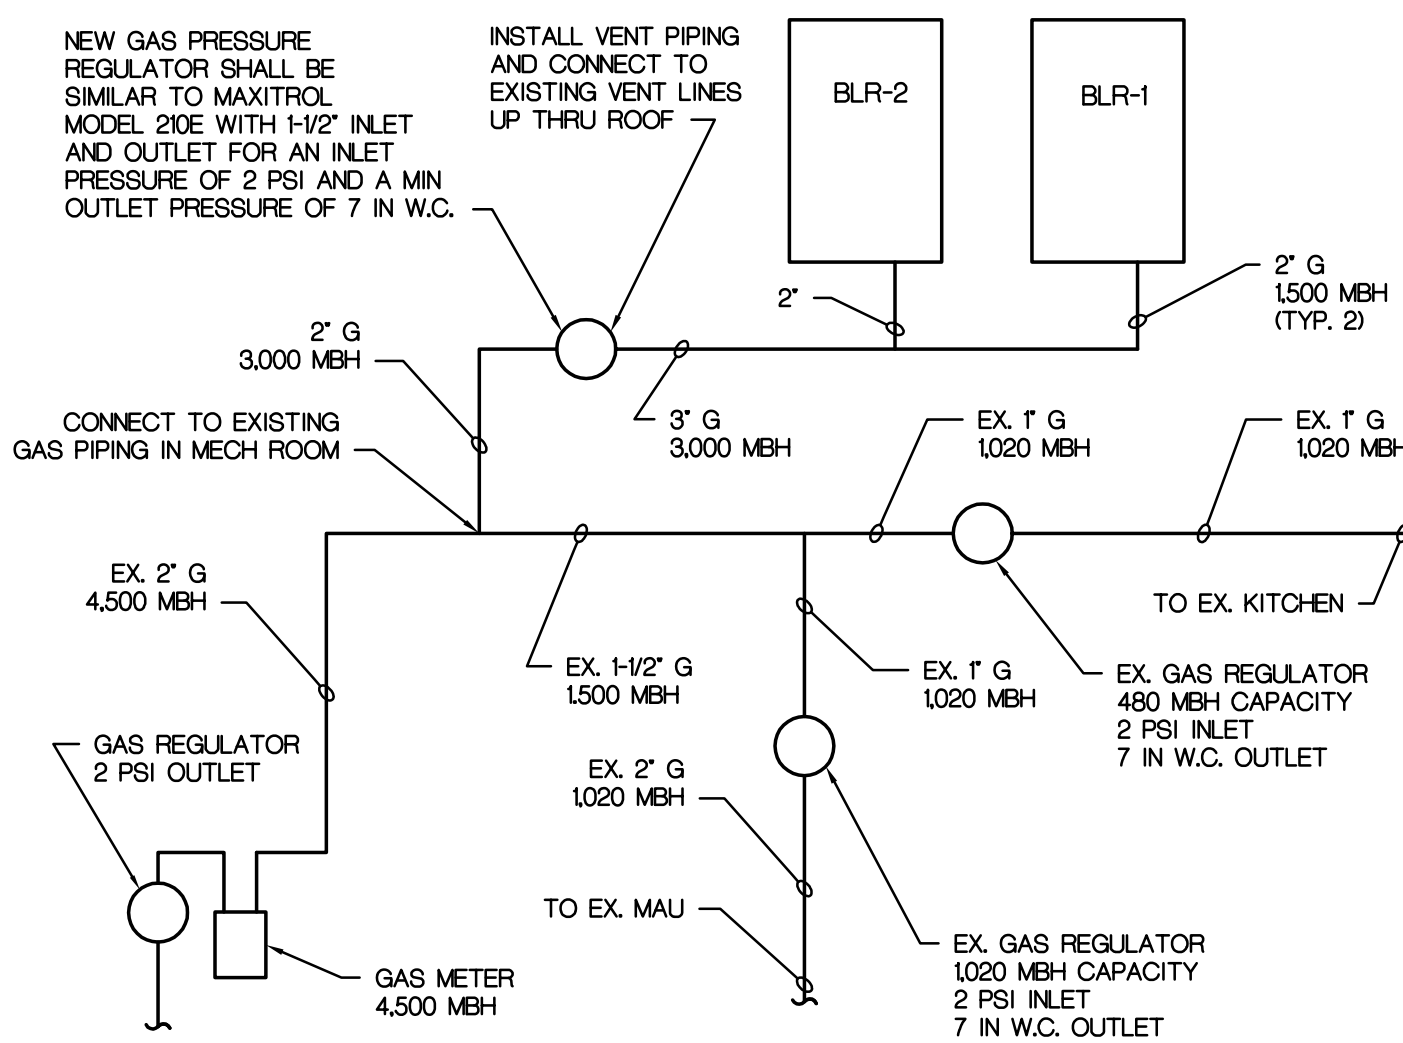 NEW GAS PRESSURE
REGULATOR SHALL BE
SIMILAR TO MAXITROL
MODEL 210E WITH 1-1/2" INLET
AND OUTLET FOR AN INLET
PRESSURE OF 2 PSI AND A MIN
OUTLET PRESSURE OF 7 IN W.C.
INSTALL VENT PIPING
AND CONNECT TO
EXISTING VENT LINES
UP THRU ROOF
BLR-2
BLR-1
2" G
1,500 MBH
(TYP. 2)
2"
2" G
3,000 MBH
CONNECT TO EXISTING
GAS PIPING IN MECH ROOM
3" G
3,000 MBH
EX. 1" G
1,020 MBH
EX. 1" G
1,020 MBH
EX. 2" G
4,500 MBH
TO EX. KITCHEN
EX. 1-1/2" G
1.500 MBH
EX. 1" G
1,020 MBH
EX. GAS REGULATOR
480 MBH CAPACITY
2 PSI INLET
7 IN W.C. OUTLET
GAS REGULATOR
2 PSI OUTLET
EX. 2" G
1,020 MBH
TO EX. MAU
EX. GAS REGULATOR
1,020 MBH CAPACITY
2 PSI INLET
7 IN W.C. OUTLET
GAS METER
4,500 MBH